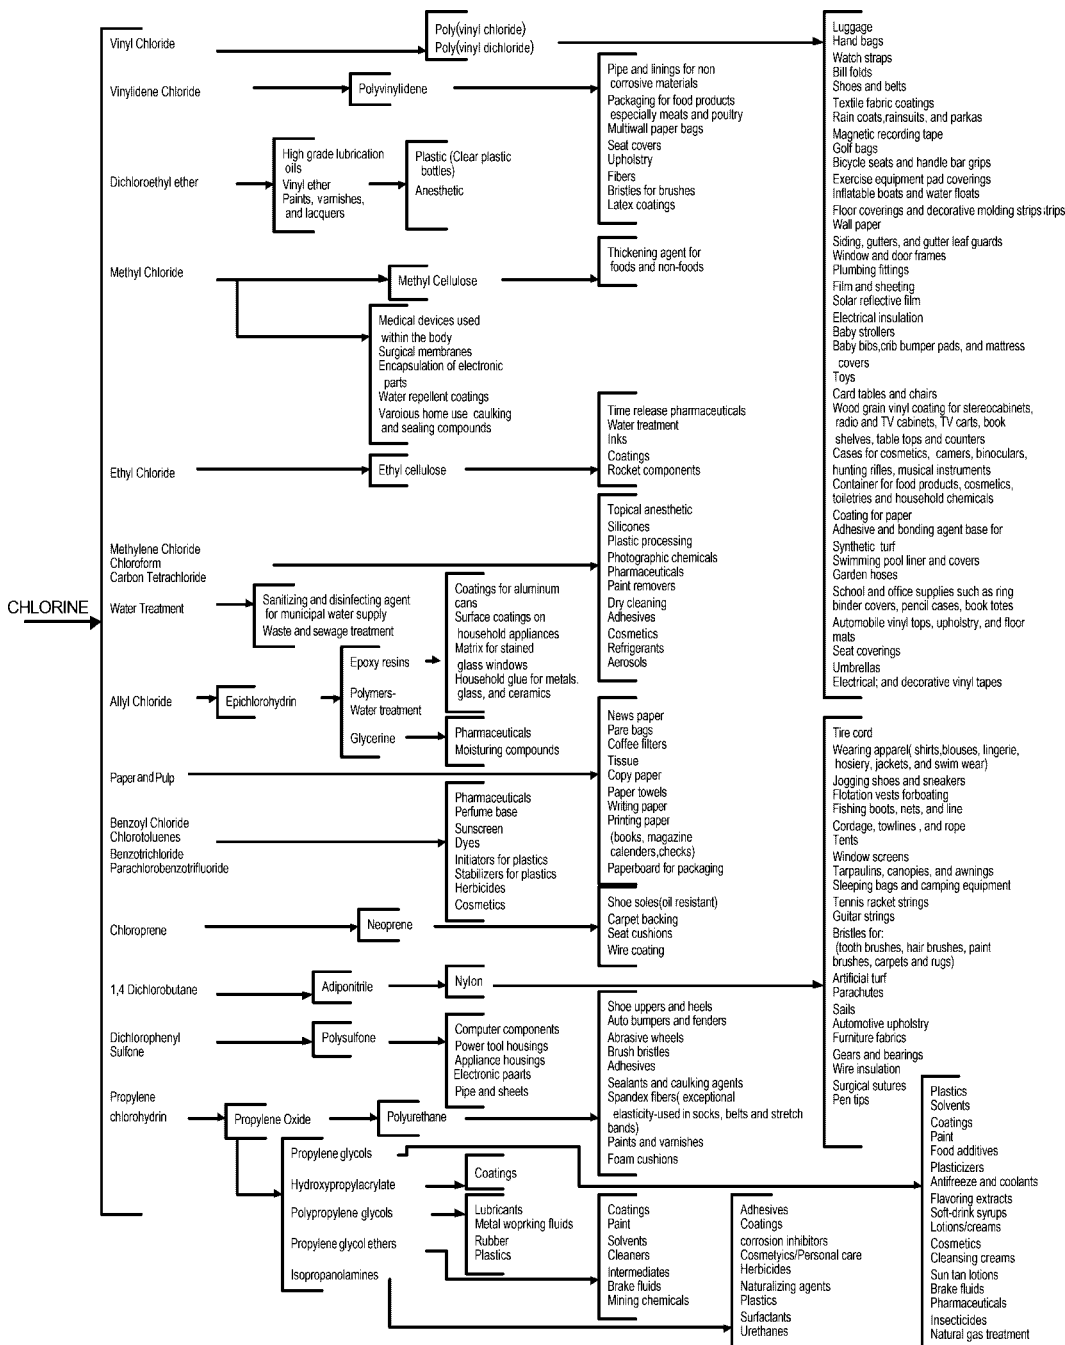 CHLORINE
Vinyl Chloride
Poly(vinyl chloride)
Poly(vinyl dichloride)
Luggage
Hand bags
Watch straps
Bill folds
Shoes and belts
Textile fabric coatings
Rain coats,rainsuits, and parkas
Magnetic recording tape
Golf bags
Bicycle seats and handle bar grips
Exercise equipment pad coverings
Inflatable boats and water floats
Floor coverings and decorative molding strips trips
Wall paper
Siding, gutters, and gutter leaf guards
Window and door frames
Plumbing fittings
Film and sheeting
Solar reflective film
Electrical insulation
Baby strollers
Baby bibs,crib bumper pads, and mattress
covers
Toys
Card tables and chairs
Wood grain vinyl coating for stereocabinets,
radio and TV cabinets, TV carts, book
shelves, table tops and counters
Cases for cosmetics, camers, binoculars,
hunting rifles, musical instruments
Container for food products, cosmetics,
toiletries and household chemicals
Coating for paper
Adhesive and bonding agent base for
Synthetic turf
Swimming pool liner and covers
Garden hoses
School and office supplies such as ring
binder covers, pencil cases, book totes
Automobile vinyl tops, upholstry, and floor
mats
Seat coverings
Umbrellas
Electrical; and decorative vinyl tapes
Vinylidene Chloride
Polyvinylidene
Pipe and linings for non
corrosive materials
Packaging for food products
especially meats and poultry
Multiwall paper bags
Seat covers
Upholstry
Fibers
Bristles for brushes
Latex coatings
Dichloroethyl ether
High grade lubrication
oils
Vinyl ether
Paints, varnishes,
and lacquers
Plastic (Clear plastic
bottles)
Anesthetic
Methyl Chloride
Methyl Cellulose
Thickening agent for
foods and non-foods
Medical devices used
within the body
Surgical membranes
Encapsulation of electronic
parts
Water repellent coatings
Varoious home use caulking
and sealing compounds
Ethyl Chloride
Ethyl cellulose
Time release pharmaceuticals
Water treatment
Inks
Coatings
Rocket components
Methylene Chloride
Chloroform
Carbon Tetrachloride
Topical anesthetic
Silicones
Plastic processing
Photographic chemicals
Pharmaceuticals
Paint removers
Dry cleaning
Adhesives
Cosmetics
Refrigerants
Aerosols
Water Treatment
Sanitizing and disinfecting agent
for municipal water supply
Waste and sewage treatment
Allyl Chloride
Epichlorohydrin
Epoxy resins
Polymers-
Water treatment
Glycerine
Coatings for aluminum
cans
Surface coatings on
household appliances
Matrix for stained
glass windows
Household glue for metals.
glass, and ceramics
Pharmaceuticals
Moisturing compounds
Paper and Pulp
News paper
Pare bags
Coffee filters
Tissue
Copy paper
Paper towels
Writing paper
Printing paper
(books, magazine
calenders,checks)
Paperboard for packaging
Benzoyl Chloride
Chlorotoluenes
Benzotrichloride
Parachlorobenzotrifluoride
Pharmaceuticals
Perfume base
Sunscreen
Dyes
Initiators for plastics
Stabilizers for plastics
Herbicides
Cosmetics
Chloroprene
Neoprene
Shoe soles(oil resistant)
Carpet backing
Seat cushions
Wire coating
1,4 Dichlorobutane
Adiponitrile
Nylon
Tire cord
Wearing apparel( shirts,blouses, lingerie,
hosiery, jackets, and swim wear)
Jogging shoes and sneakers
Flotation vests forboating
Fishing boots, nets, and line
Cordage, towlines , and rope
Tents
Window screens
Tarpaulins, canopies, and awnings
Sleeping bags and camping equipment
Tennis racket strings
Guitar strings
Bristles for:
(tooth brushes, hair brushes, paint
brushes, carpets and rugs)
Artificial turf
Parachutes
Sails
Automotive upholstry
Furniture fabrics
Gears and bearings
Wire insulation
Surgical sutures
Pen tips
Dichlorophenyl
Sulfone
Polysulfone
Computer components
Power tool housings
Appliance housings
Electronic paarts
Pipe and sheets
Propylene
chlorohydrin
Propylene Oxide
Polyurethane
Shoe uppers and heels
Auto bumpers and fenders
Abrasive wheels
Brush bristles
Adhesives
Sealants and caulking agents
Spandex fibers( exceptional
elasticity-used in socks, belts and stretch
bands)
Paints and varnishes
Foam cushions
Propylene glycols
Plastics
Solvents
Coatings
Paint
Food additives
Plasticizers
Antifreeze and coolants
Flavoring extracts
Soft-drink syrups
Lotions/creams
Cosmetics
Cleansing creams
Sun tan lotions
Brake fluids
Pharmaceuticals
Insecticides
Natural gas treatment
Hydroxypropylacrylate
Coatings
Polypropylene glycols
Lubricants
Metal woprking fluids
Rubber
Plastics
Propylene glycol ethers
Coatings
Paint
Solvents
Cleaners
Intermediates
Brake fluids
Mining chemicals
Isopropanolamines
Adhesives
Coatings
corrosion inhibitors
Cosmetyics/Personal care
Herbicides
Naturalizing agents
Plastics
Surfactants
Urethanes